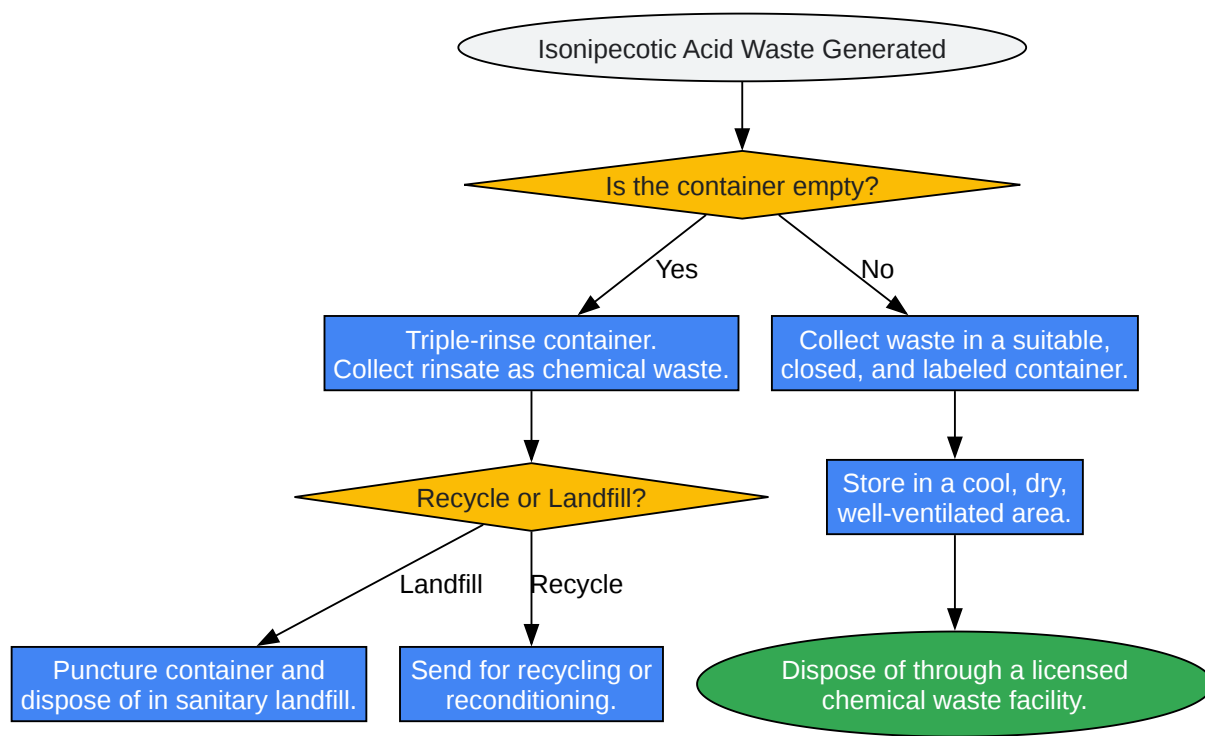 Isonipecotic Acid Waste Generated
Is the container empty?
Yes
No
Triple-rinse container.
Collect rinsate as chemical waste.
Collect waste in a suitable,
closed, and labeled container.
Recycle or Landfill?
Store in a cool, dry,
well-ventilated area.
Landfill
Recycle
Puncture container and
dispose of in sanitary landfill.
Send for recycling or
reconditioning.
Dispose of through a licensed
chemical waste facility.